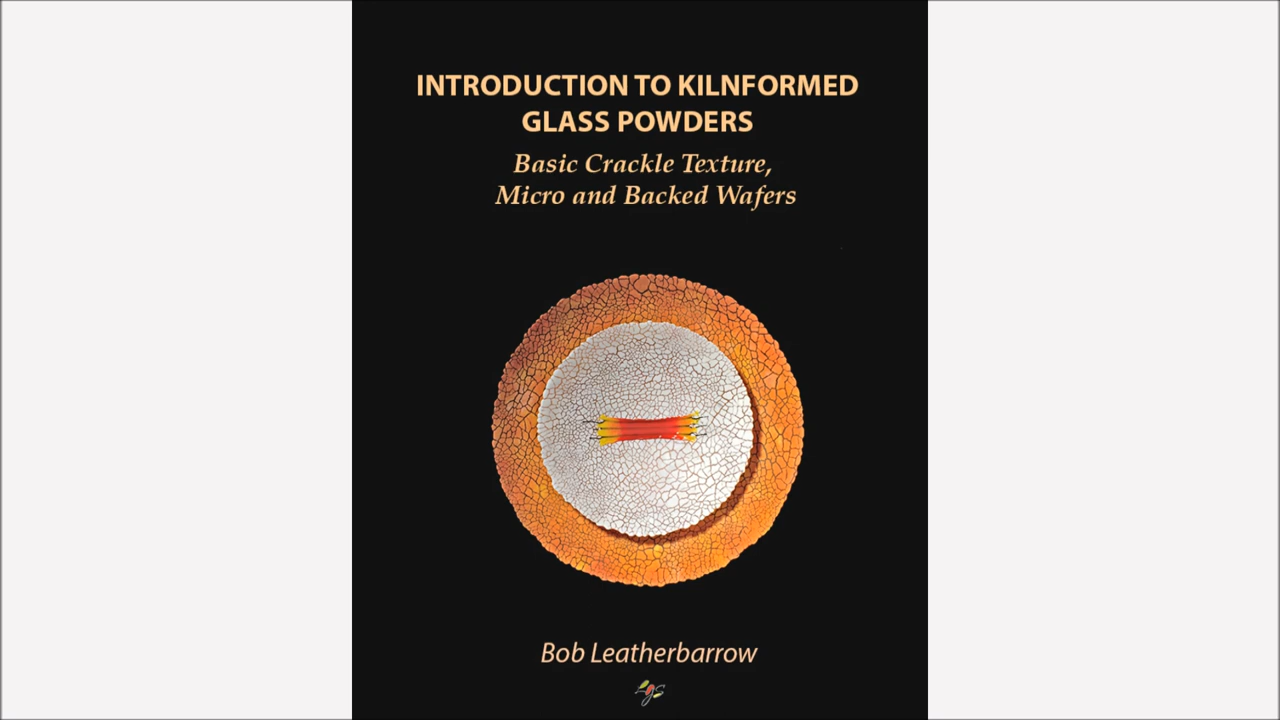 INTRODUCTION TO KILNFORMED
GLASS POWDERS
Basic Crackle Texture,
Micro and Backed Wafers
Bob Leatherbarrow